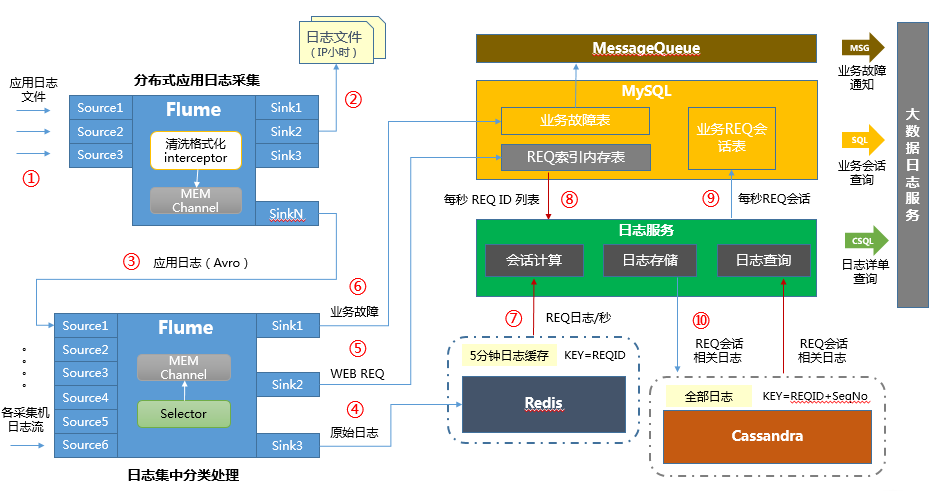 日志文件
（IP小时）
分布式应用日志采集
②
应用日志
文件
Source1
Source2
Source3
①
Flume
清洗格式化
interceptor
MEM
Channel
Sink1
Sink2
Sink3
SinkN
③
应用日志（Avro）
Source1
Source2
Source3
Source4
Source5
Source6
各采集机
日志流
Flume
MEM
Channel
Selector
Sink1
Sink2
Sink3
日志集中分类处理
⑥
业务故障
⑤
WEB REQ
④
原始日志
MessageQueue
MySQL
业务故障表
REQ索引内存表
业务REQ会
话表
每秒 REQ ID 列表
⑧
⑨
每秒REQ会话
日志服务
会话计算
日志存储
日志查询
⑦
REQ日志/秒
⑩
REQ会话
相关日志
REQ会话
相关日志
5分钟日志缓存
KEY=REQID
Redis
全部日志
KEY=REQID+SeqNo
Cassandra
MSG
业务故障
通知
SQL
业务会话
查询
CSQL
日志详单
查询
大数据日志服务